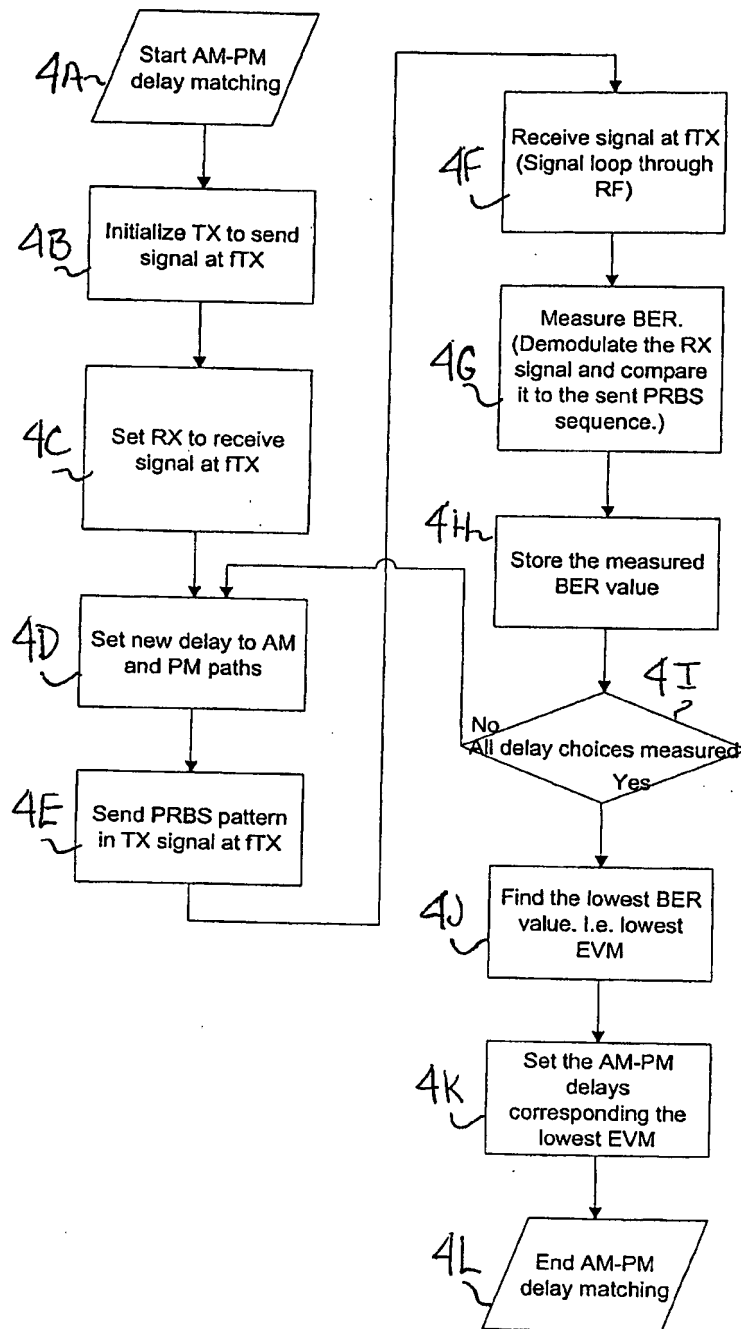 4A
Start AM-PM
delay matching
4B
Initialize TX to send
signal at fTX
4C
Set RX to receive
signal at fTX
4D
Set new delay to AM
and PM paths
4E
Send PRBS pattern
in TX signal at fTX
4F
Receive signal at fTX
(Signal loop through
RF)
4G
Measure BER.
(Demodulate the RX
signal and compare
it to the sent PRBS
sequence.)
4H
Store the measured
BER value
4I
No
All delay choices measured
Yes
4J
Find the lowest BER
value. I.e. lowest
EVM
4K
Set the AM-PM
delays
corresponding the
lowest EVM
4L
End AM-PM
delay matching